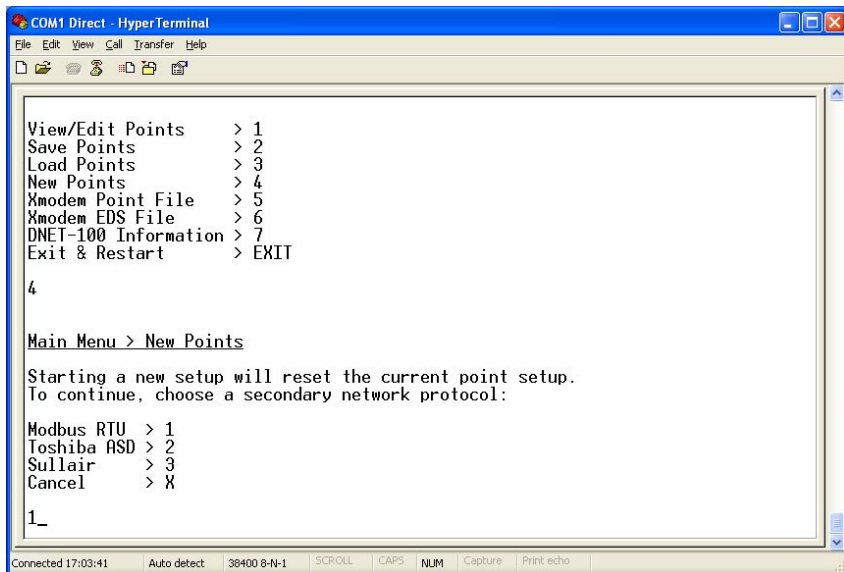 COM1 Direct - HyperTerminal
File Edit View Call Transfer Help
View/Edit Points > 1
Save Points > 2
Load Points > 3
New Points > 4
Xmodem Point File > 5
Xmodem EDS File > 6
DNET-100 Information > 7
Exit & Restart > EXIT
4
Main Menu > New Points
Starting a new setup will reset the current point setup.
To continue, choose a secondary network protocol:
Modbus RTU > 1
Toshiba ASD > 2
Sullair > 3
Cancel > X
1_
Connected 17:03:41 Auto detect 38400 8-N-1 SCROLL CAPS NUM Capture Print echo